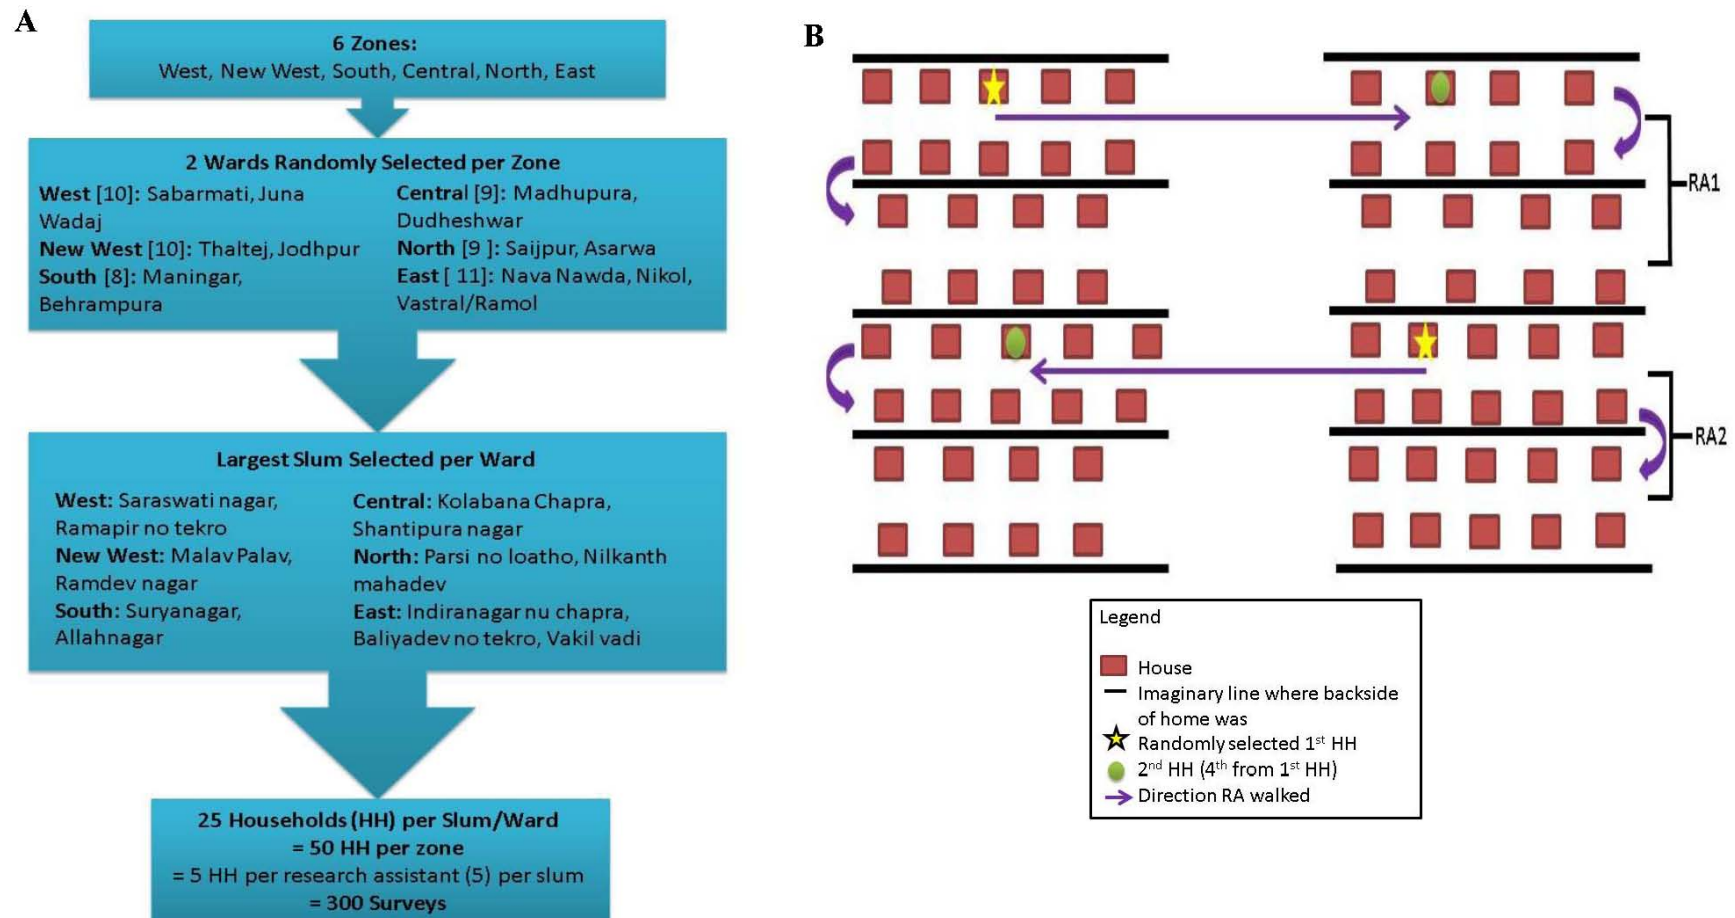 A
6 Zones:
West, New West, South, Central, North, East
2 Wards Randomly Selected per Zone
West [10]: Sabarmati, Juna
Wadaj
New West [10]: Thaltej, Jodhpur
South [8]: Maningar,
Behrampura
Central [9]: Madhupura,
Dudheshwar
North [9 ]: Saijpur, Asarwa
East [ 11]: Nava Nawda, Nikol,
Vastral/Ramol
Largest Slum Selected per Ward
West: Saraswati nagar,
Ramapir no tekro
New West: Malav Palav,
Ramdev nagar
South: Suryanagar,
Allahnagar
Central: Kolabana Chapra,
Shantipura nagar
North: Parsi no loatho, Nilkanth
mahadev
East: Indiranagar nu chapra,
Baliyadev no tekro, Vakil vadi
25 Households (HH) per Slum/Ward
= 50 HH per zone
= 5 HH per research assistant (5) per slum
= 300 Surveys
B
RA1
RA2
Legend
House
Imaginary line where backside
of home was
Randomly selected 1st HH
2nd HH (4th from 1st HH)
Direction RA walked